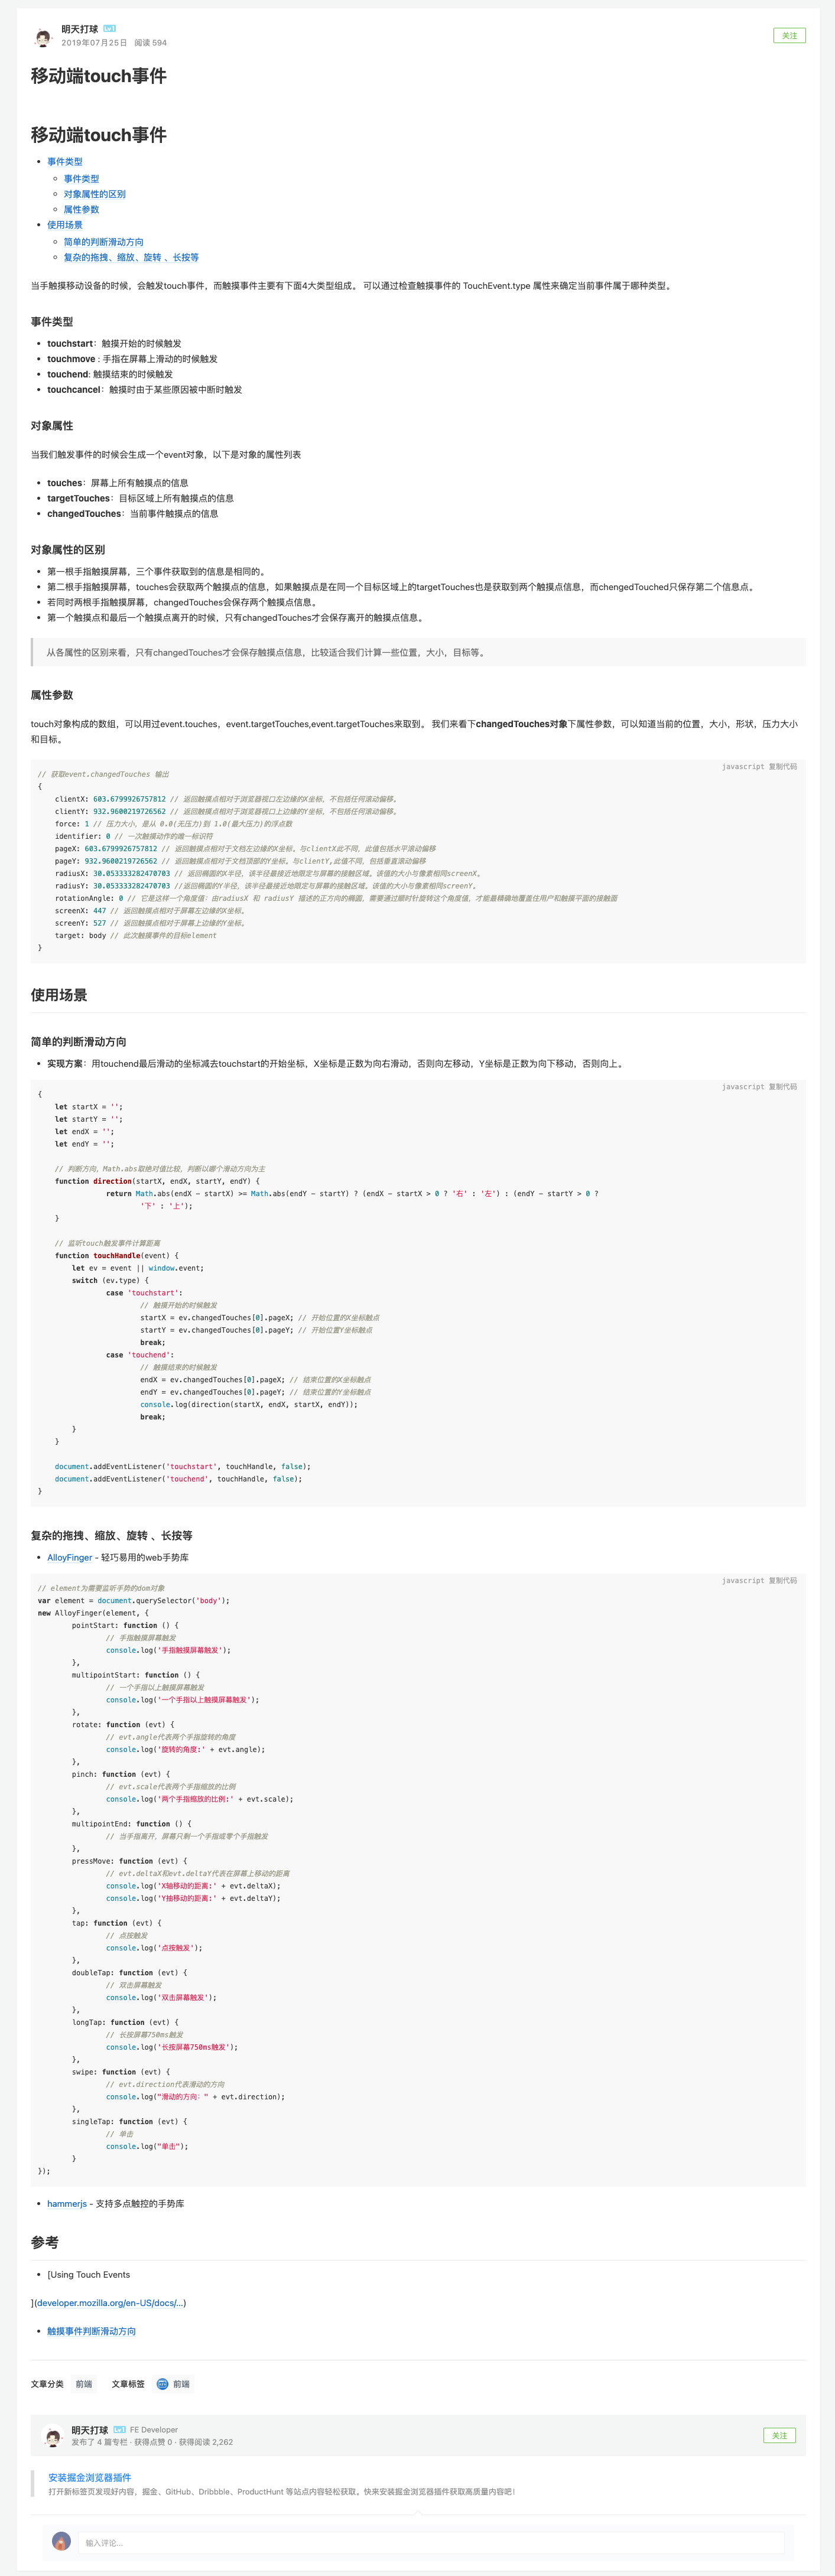 明天打球
2019年07月25日 阅读 594
关注
移动端touch事件
移动端touch事件
事件类型
事件类型
对象属性的区别
属性参数
使用场景
简单的判断滑动方向
复杂的拖拽、缩放、旋转 、长按等
当手触摸移动设备的时候，会触发touch事件，而触摸事件主要有下面4大类型组成。 可以通过检查触摸事件的 TouchEvent.type 属性来确定当前事件属于哪种类型。
事件类型
touchstart：触摸开始的时候触发
touchmove : 手指在屏幕上滑动的时候触发
touchend: 触摸结束的时候触发
touchcancel：触摸时由于某些原因被中断时触发
对象属性
当我们触发事件的时候会生成一个event对象，以下是对象的属性列表
touches：屏幕上所有触摸点的信息
targetTouches：目标区域上所有触摸点的信息
changedTouches：当前事件触摸点的信息
对象属性的区别
第一根手指触摸屏幕，三个事件获取到的信息是相同的。
第二根手指触摸屏幕，touches会获取两个触摸点的信息，如果触摸点是在同一个目标区域上的targetTouches也是获取到两个触摸点信息，而chengedTouched只保存第二个信息点。
若同时两根手指触摸屏幕，changedTouches会保存两个触摸点信息。
第一个触摸点和最后一个触摸点离开的时候，只有changedTouches才会保存离开的触摸点信息。
从各属性的区别来看，只有changedTouches才会保存触摸点信息，比较适合我们计算一些位置，大小，目标等。
属性参数
touch对象构成的数组，可以用过event.touches，event.targetTouches,event.targetTouches来取到。 我们来看下changedTouches对象下属性参数，可以知道当前的位置，大小，形状，压力大小
和目标。
javascript 复制代码
// 获取event.changedTouches 输出
{
clientX: 603.6799926757812 // 返回触摸点相对于浏览器视口左边缘的X坐标，不包括任何滚动偏移。
clientY: 932.9600219726562 // 返回触摸点相对于浏览器视口上边缘的Y坐标，不包括任何滚动偏移。
force: 1 // 压力大小，是从 0.0(无压力)到 1.0(最大压力)的浮点数
identifier: 0 // 一次触摸动作的唯一标识符
pageX: 603.6799926757812 // 返回触摸点相对于文档左边缘的X坐标。与clientX此不同，此值包括水平滚动偏移
pageY: 932.9600219726562 // 返回触摸点相对于文档顶部的Y坐标。与clientY,此值不同，包括垂直滚动偏移
radiusX: 30.053333282470703 // 返回椭圆的X半径，该半径最接近地限定与屏幕的接触区域。该值的大小与像素相同screenX。
radiusY: 30.053333282470703 //返回椭圆的Y半径，该半径最接近地限定与屏幕的接触区域。该值的大小与像素相同screenY。
rotationAngle: 0 // 它是这样一个角度值：由radiusX 和 radiusY 描述的正方向的椭圆，需要通过顺时针旋转这个角度值，才能最精确地覆盖住用户和触摸平面的接触面
screenX: 447 // 返回触摸点相对于屏幕左边缘的X坐标。
screenY: 527 // 返回触摸点相对于屏幕上边缘的Y坐标。
target: body // 此次触摸事件的目标element
}
使用场景
简单的判断滑动方向
实现方案：用touchend最后滑动的坐标减去touchstart的开始坐标，X坐标是正数为向右滑动，否则向左移动，Y坐标是正数为向下移动，否则向上。
javascript 复制代码
{
let startX = '';
let startY = '';
let endX = '';
let endY = '';
// 判断方向，Math.abs取绝对值比较，判断以哪个滑动方向为主
function direction(startX, endX, startY, endY) {
return Math.abs(endX - startX) >= Math.abs(endY - startY) ? (endX - startX > 0 ? '右' : '左') : (endY - startY > 0 ?
'下' : '上');
}
// 监听touch触发事件计算距离
function touchHandle(event) {
let ev = event || window.event;
switch (ev.type) {
case 'touchstart':
// 触摸开始的时候触发
startX = ev.changedTouches[0].pageX; // 开始位置的X坐标触点
startY = ev.changedTouches[0].pageY; // 开始位置Y坐标触点
break;
case 'touchend':
// 触摸结束的时候触发
endX = ev.changedTouches[0].pageX; // 结束位置的X坐标触点
endY = ev.changedTouches[0].pageY; // 结束位置的Y坐标触点
console.log(direction(startX, endX, startX, endY));
break;
}
}
document.addEventListener('touchstart', touchHandle, false);
document.addEventListener('touchend', touchHandle, false);
}
复杂的拖拽、缩放、旋转 、长按等
AlloyFinger - 轻巧易用的web手势库
javascript 复制代码
// element为需要监听手势的dom对象
var element = document.querySelector('body');
new AlloyFinger(element, {
pointStart: function () {
// 手指触摸屏幕触发
console.log('手指触摸屏幕触发');
},
multipointStart: function () {
// 一个手指以上触摸屏幕触发
console.log('一个手指以上触摸屏幕触发');
},
rotate: function (evt) {
// evt.angle代表两个手指旋转的角度
console.log('旋转的角度:' + evt.angle);
},
pinch: function (evt) {
// evt.scale代表两个手指缩放的比例
console.log('两个手指缩放的比例:' + evt.scale);
},
multipointEnd: function () {
// 当手指离开，屏幕只剩一个手指或零个手指触发
},
pressMove: function (evt) {
// evt.deltaX和evt.deltaY代表在屏幕上移动的距离
console.log('X轴移动的距离:' + evt.deltaX);
console.log('Y抽移动的距离:' + evt.deltaY);
},
tap: function (evt) {
// 点按触发
console.log('点按触发');
},
doubleTap: function (evt) {
// 双击屏幕触发
console.log('双击屏幕触发');
},
longTap: function (evt) {
// 长按屏幕750ms触发
console.log('长按屏幕750ms触发');
},
swipe: function (evt) {
// evt.direction代表滑动的方向
console.log("滑动的方向：" + evt.direction);
},
singleTap: function (evt) {
// 单击
console.log("单击");
}
});
hammerjs - 支持多点触控的手势库
参考
[Using Touch Events
](developer.mozilla.org/en-US/docs/...)
触摸事件判断滑动方向
文章分类 前端 文章标签 前端
明天打球 FE Developer
发布了 4 篇专栏 · 获得点赞 0 · 获得阅读 2,262
关注
安装掘金浏览器插件
打开新标签页发现好内容，掘金、GitHub、Dribbble、ProductHunt 等站点内容轻松获取。快来安装掘金浏览器插件获取高质量内容吧！
输入评论...